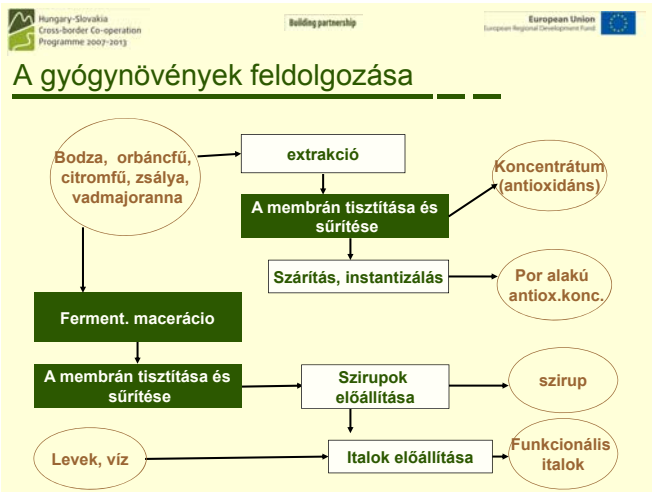 Hungary-Slovakia
Cross-border Co-operation
Programme 2007-2013
Building partnership
European Union
European Regional Development Fund
A gyógynövények feldolgozása
Bodza, orbáncfű,
citromfű, zsálya,
vadmajoranna
extrakció
Koncentrátum
(antioxidáns)
A membrán tisztítása és
sűrítése
Szárítás, instantizálás
Por alakú
antiox.konc.
Ferment. macerácio
A membrán tisztítása és
sűrítése
Szirupok
előállítása
szirup
Levek, víz
Italok előállítása
Funkcionális
italok